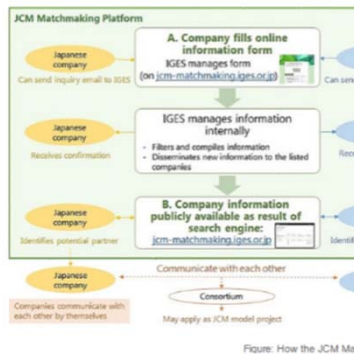 JCM Matchmaking Platform
Japanese
company
Can send inquiry email to IGES
A. Company fills online
information form
IGES manages form
(on jcm-matchmaking.iges.or.jp)
Can sen
Japanese
company
Receives confirmation
IGES manages information
internally
- Filters and compiles information
- Disseminates new information to the listed
companies
Rece
Japanese
company
Identifies potential partner
B. Company information
publicly available as result of
search engine:
jcm-matchmaking.iges.or.jp
Identif
Japanese
company
Communicate with each other
Consortium
May apply as JCM model project
Companies communicate with
each other by themselves
Figure: How the JCM Ma